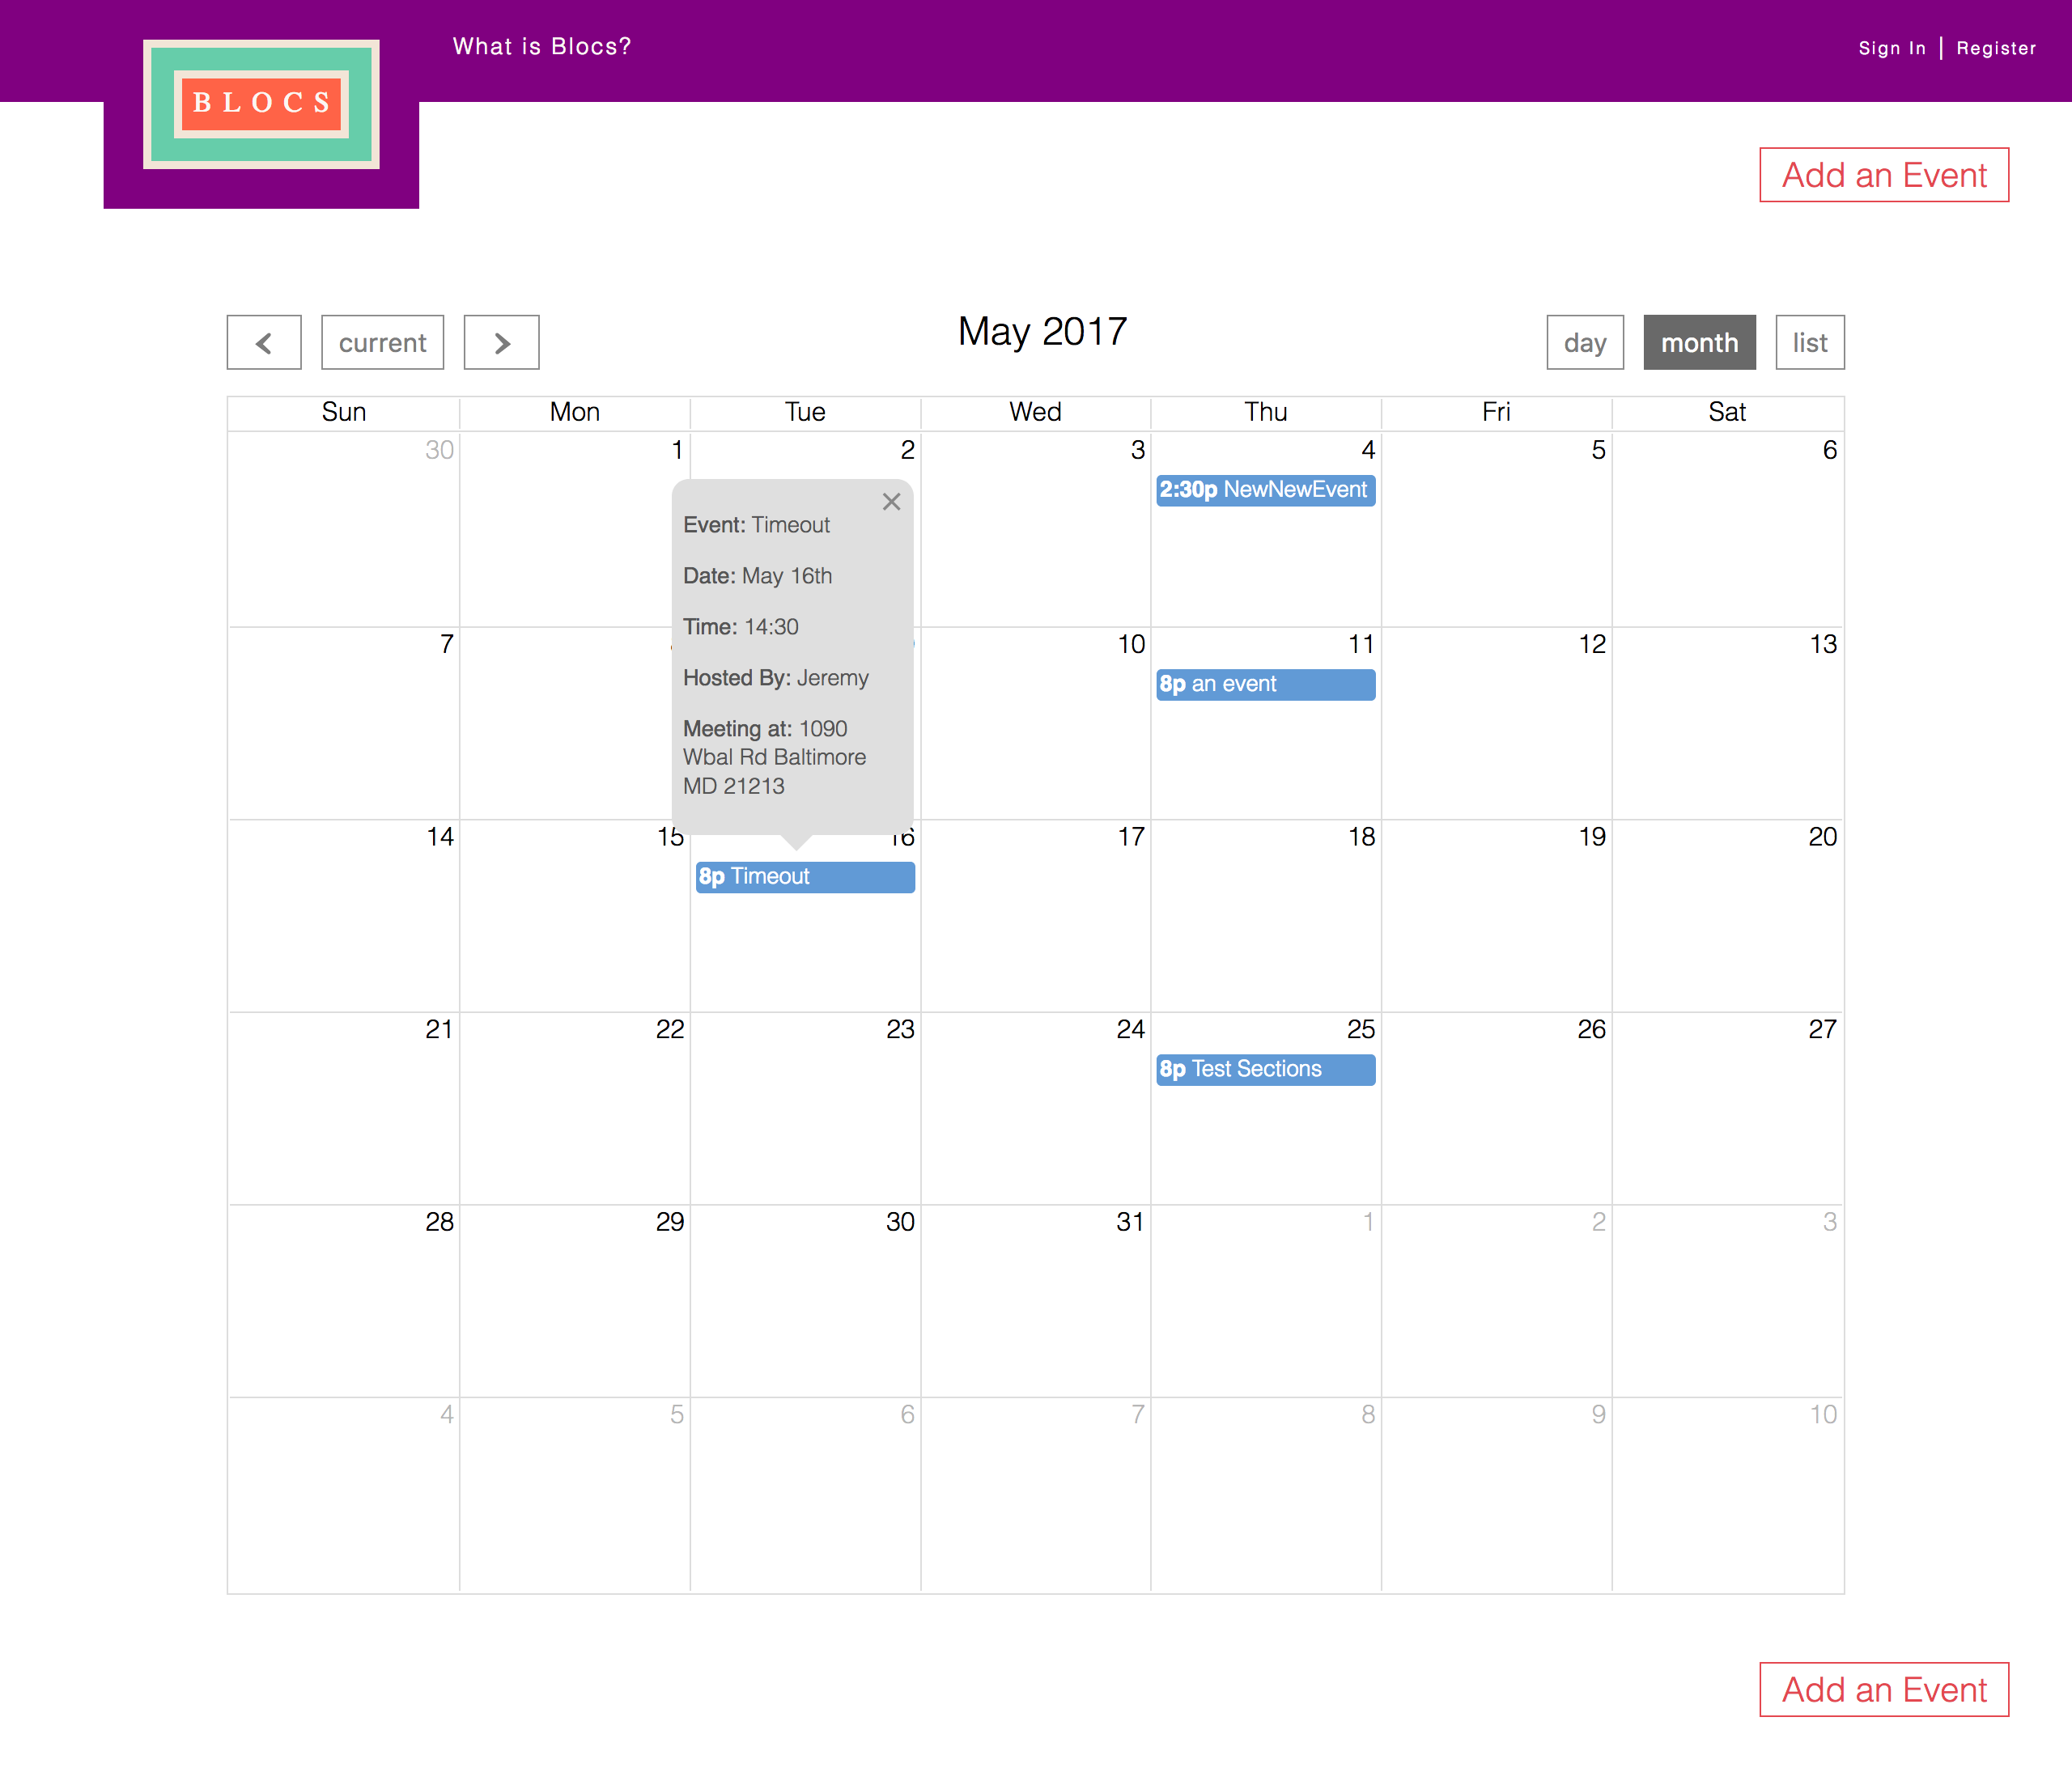 What is Blocs?
Sign In | Register
BLOCS
Add an Event
current
May 2017
day
month
list
Sun Mon Tue Wed Thu Fri Sat
30 1 2 3 4 5 6
2:30p NewNewEvent
Event: Timeout
Date: May 16th
Time: 14:30
7 10 11 12 13
Hosted By: Jeremy
8p an event
Meeting at: 1090
Wbal Rd Baltimore
MD 21213
14 15 16 17 18 19 20
8p Timeout
21 22 23 24 25 26 27
8p Test Sections
28 29 30 31 1 2 3
4 5 6 7 8 9 10
Add an Event